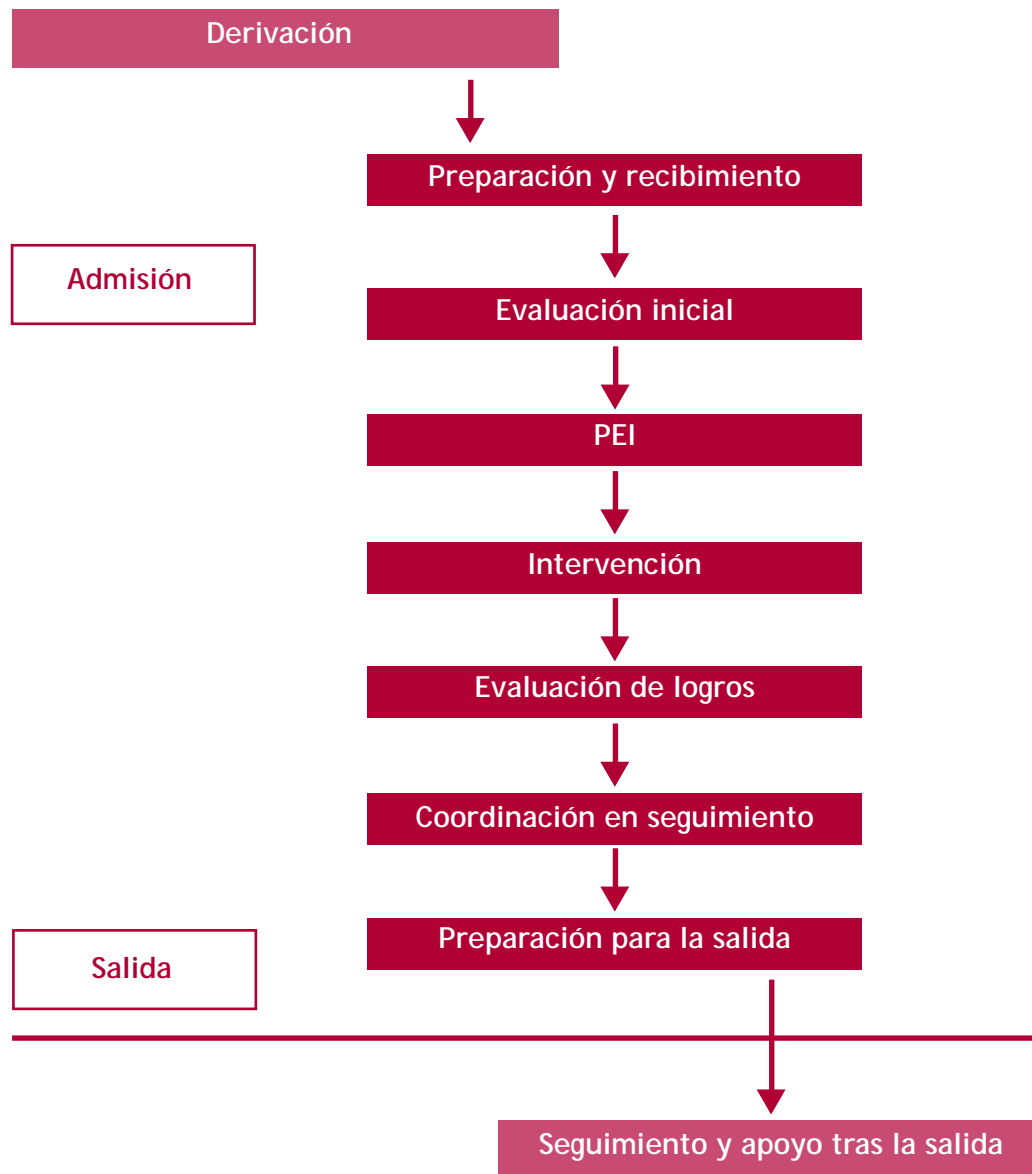 Derivación
Preparación y recibimiento
Admisión
Evaluación inicial
PEI
Intervención
Evaluación de logros
Coordinación en seguimiento
Preparación para la salida
Salida
Seguimiento y apoyo tras la salida